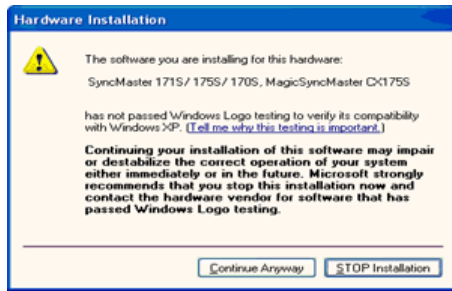 Hardware Installation
The software you are installing for this hardware:
SyncMaster 171S/ 175S/ 170S, MagicSyncMaster CX175S
has not passed Windows Logo testing to verify its compatibility
with Windows XP. (Tell me why this testing is important.)
Continuing your installation of this software may impair
or destabilize the correct operation of your system
either immediately or in the future. Microsoft strongly
recommends that you stop this installation now and
contact the hardware vendor for software that has
passed Windows Logo testing.
Continue Anyway STOP Installation